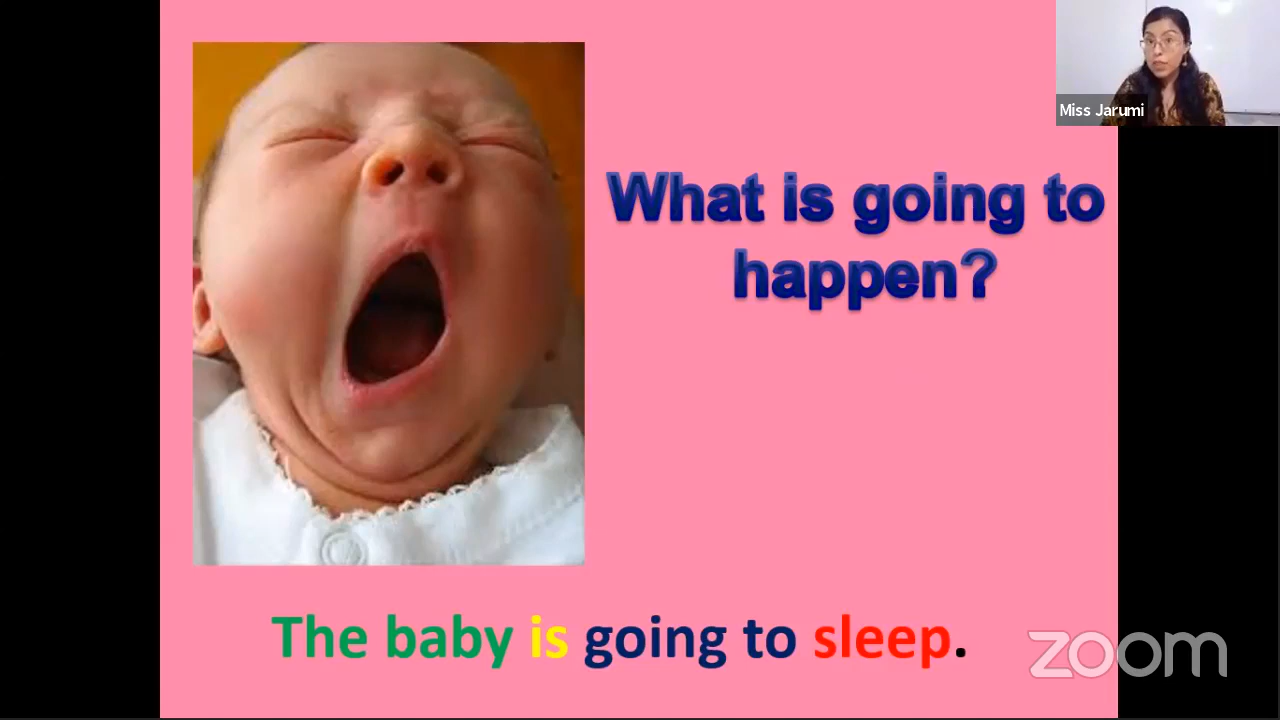 Miss Jarumi
What is going to
happen?
The baby is going to sleep.
zoom